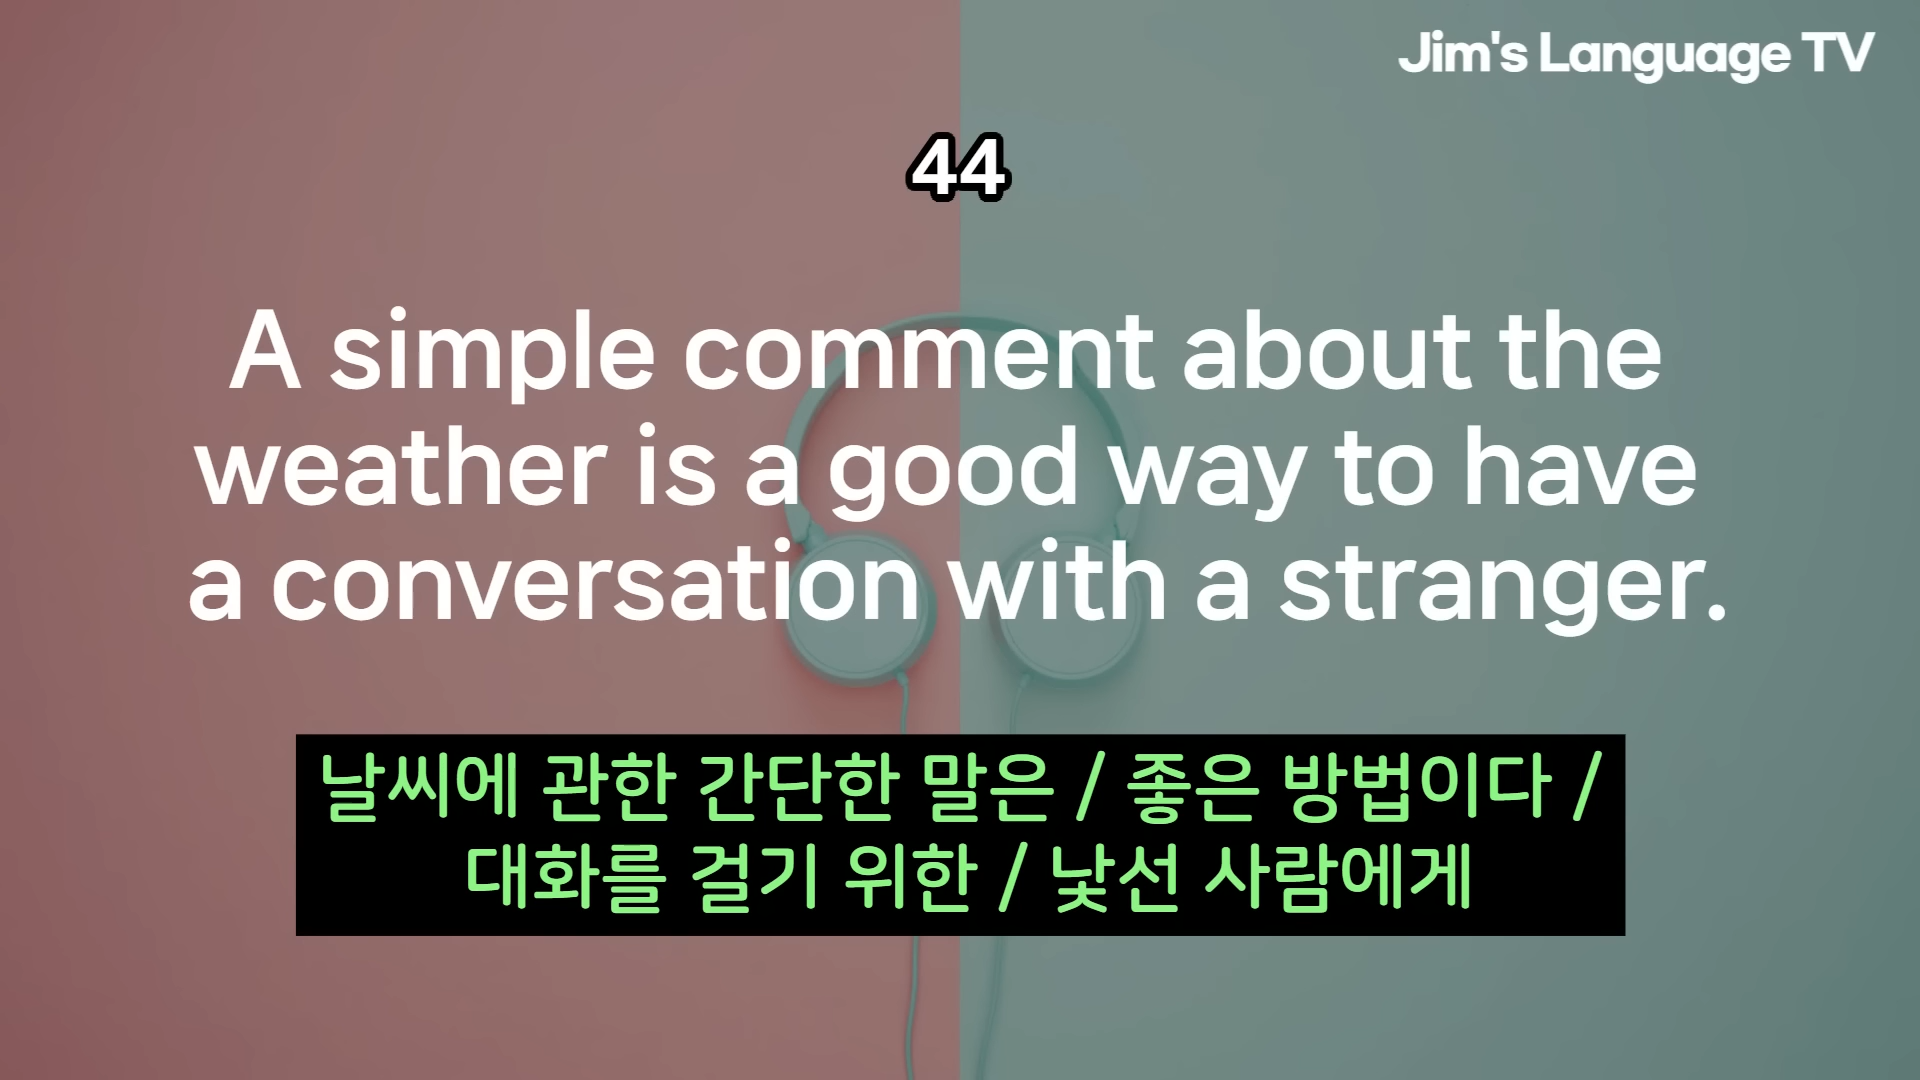 Jim's Language TV
44
A simple comment about the
weather is a good way to have
a conversation with a stranger.
날씨에 관한 간단한 말은 / 좋은 방법이다 /
대화를 걸기 위한 / 낯선 사람에게